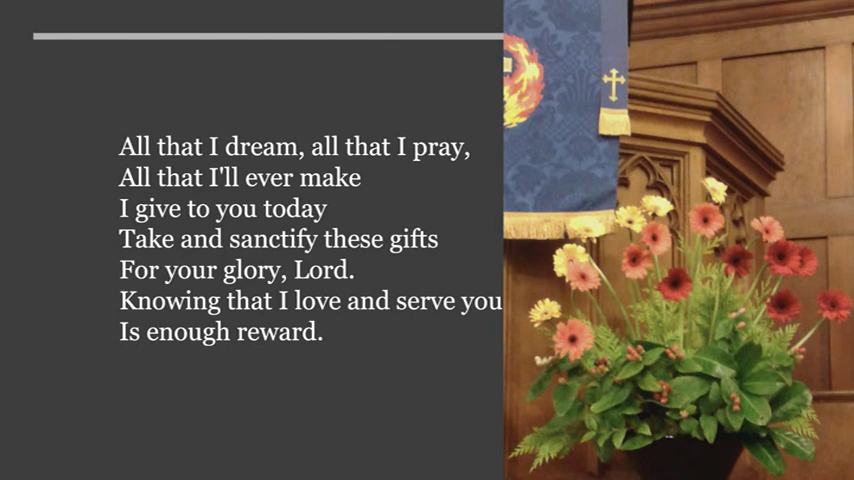 All that I dream, all that I pray,
All that I'll ever make
I give to you today
Take and sanctify these gifts
For your glory, Lord.
Knowing that I love and serve you
Is enough reward.